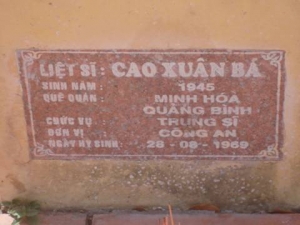 LIỆT SĨ : CAO XUÂN BÁ
SINH NĂM : 1945
QUÊ QUÁN : MINH HÓA
QUẢNG BÌNH
CHỨC VỤ : TRUNG SĨ
ĐƠN VỊ : CÔNG AN
NGÀY HY SINH : 28 - 08 - 1969